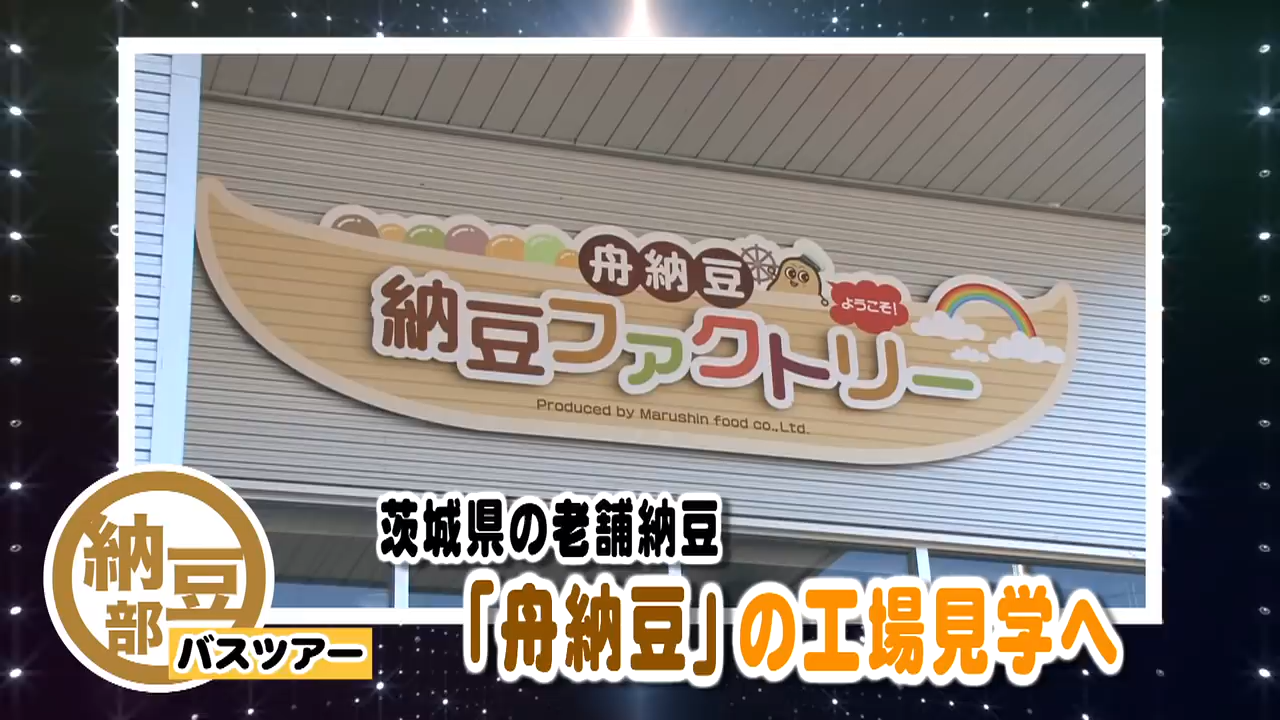 舟納豆
ようこそ!
納豆ファクトリー
Produced by Marushin food co.,Ltd.
茨城県の老舗納豆
「舟納豆」の工場見学へ
納豆部
バスツアー